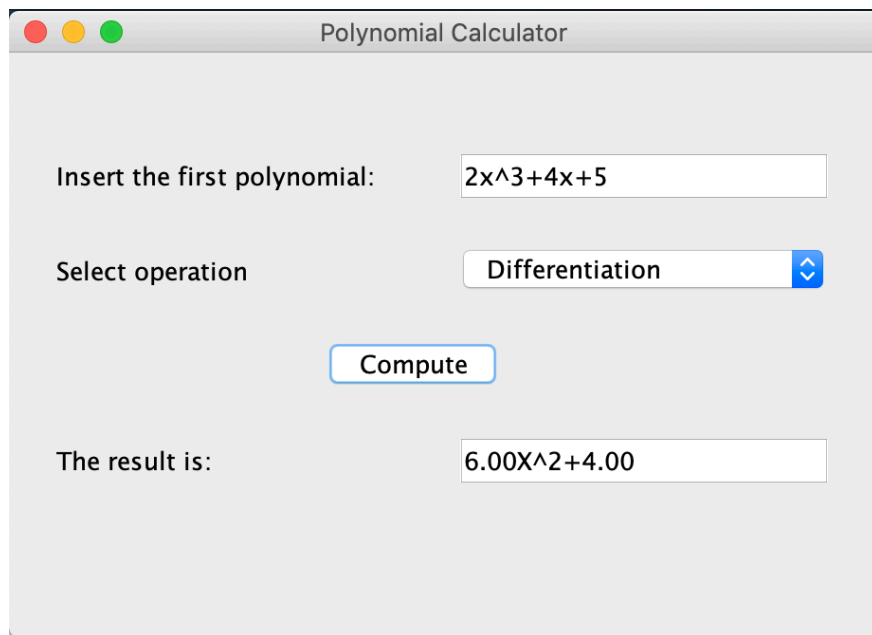 Polynomial Calculator
Insert the first polynomial: 2x^3+4x+5
Select operation Differentiation
Compute
The result is: 6.00X^2+4.00